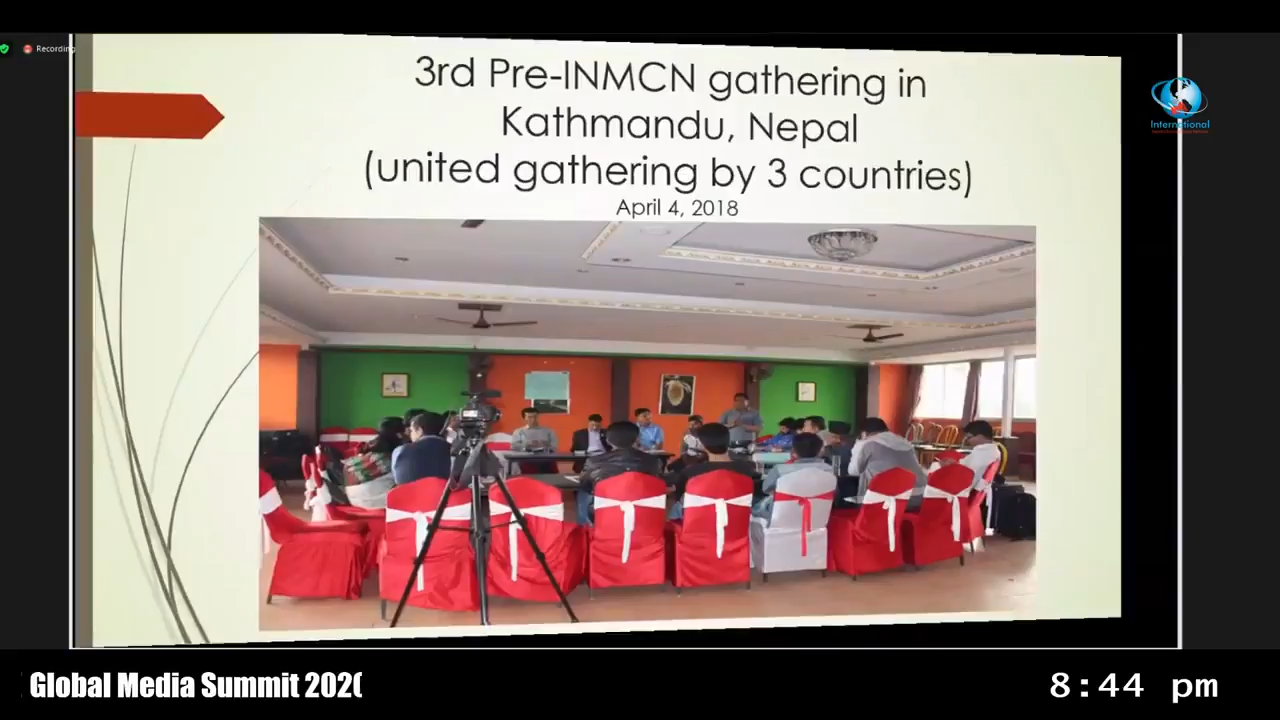 Recording
3rd Pre-INMCN gathering in
Kathmandu, Nepal
(united gathering by 3 countries)
April 4, 2018
International
Global Media Summit 202(
8:44 pm